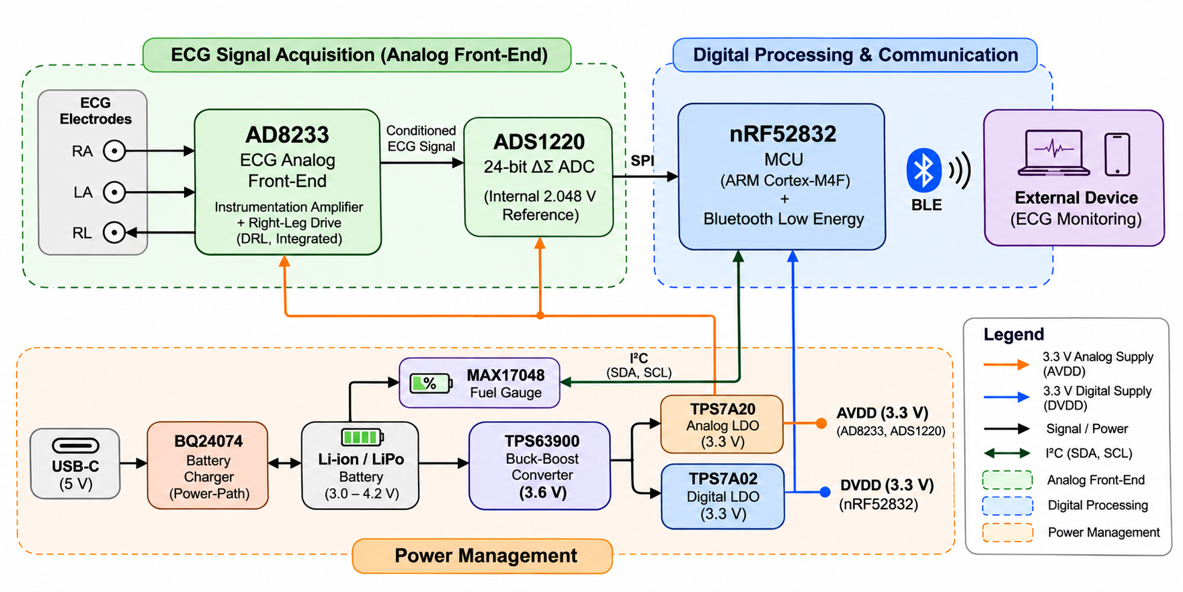 ECG Signal Acquisition (Analog Front-End)
Digital Processing & Communication
ECG
Electrodes
RA
LA
RL
AD8233
ECG Analog
Front-End
Instrumentation Amplifier
+ Right-Leg Drive
(DRL, Integrated)
Conditioned
ECG Signal
ADS1220
24-bit ΔΣ ADC
(Internal 2.048 V
Reference)
SPI
nRF52832
MCU
(ARM Cortex-M4F)
+
Bluetooth Low Energy
BLE
External Device
(ECG Monitoring)
I²C
(SDA, SCL)
%
MAX17048
Fuel Gauge
USB-C
(5 V)
BQ24074
Battery
Charger
(Power-Path)
Li-ion / LiPo
Battery
(3.0 – 4.2 V)
TPS63900
Buck-Boost
Converter
(3.6 V)
TPS7A20
Analog LDO
(3.3 V)
TPS7A02
Digital LDO
(3.3 V)
AVDD (3.3 V)
(AD8233, ADS1220)
DVDD (3.3 V)
(nRF52832)
Power Management
Legend
3.3 V Analog Supply
(AVDD)
3.3 V Digital Supply
(DVDD)
Signal / Power
I²C (SDA, SCL)
Analog Front-End
Digital Processing
Power Management